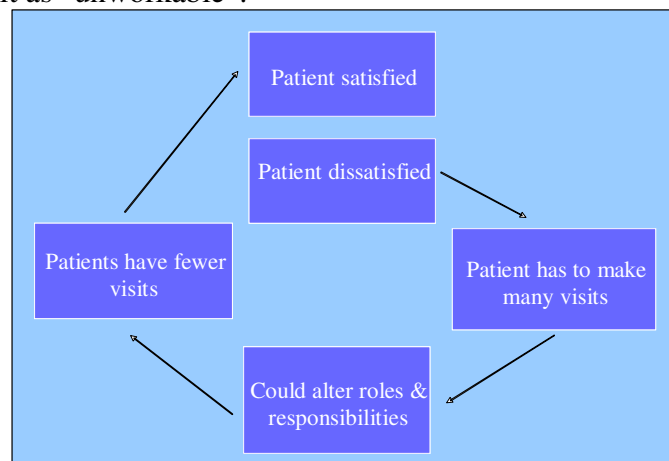 Patient satisfied
Patient dissatisfied
Patients have fewer
visits
Patient has to make
many visits
Could alter roles &
responsibilities